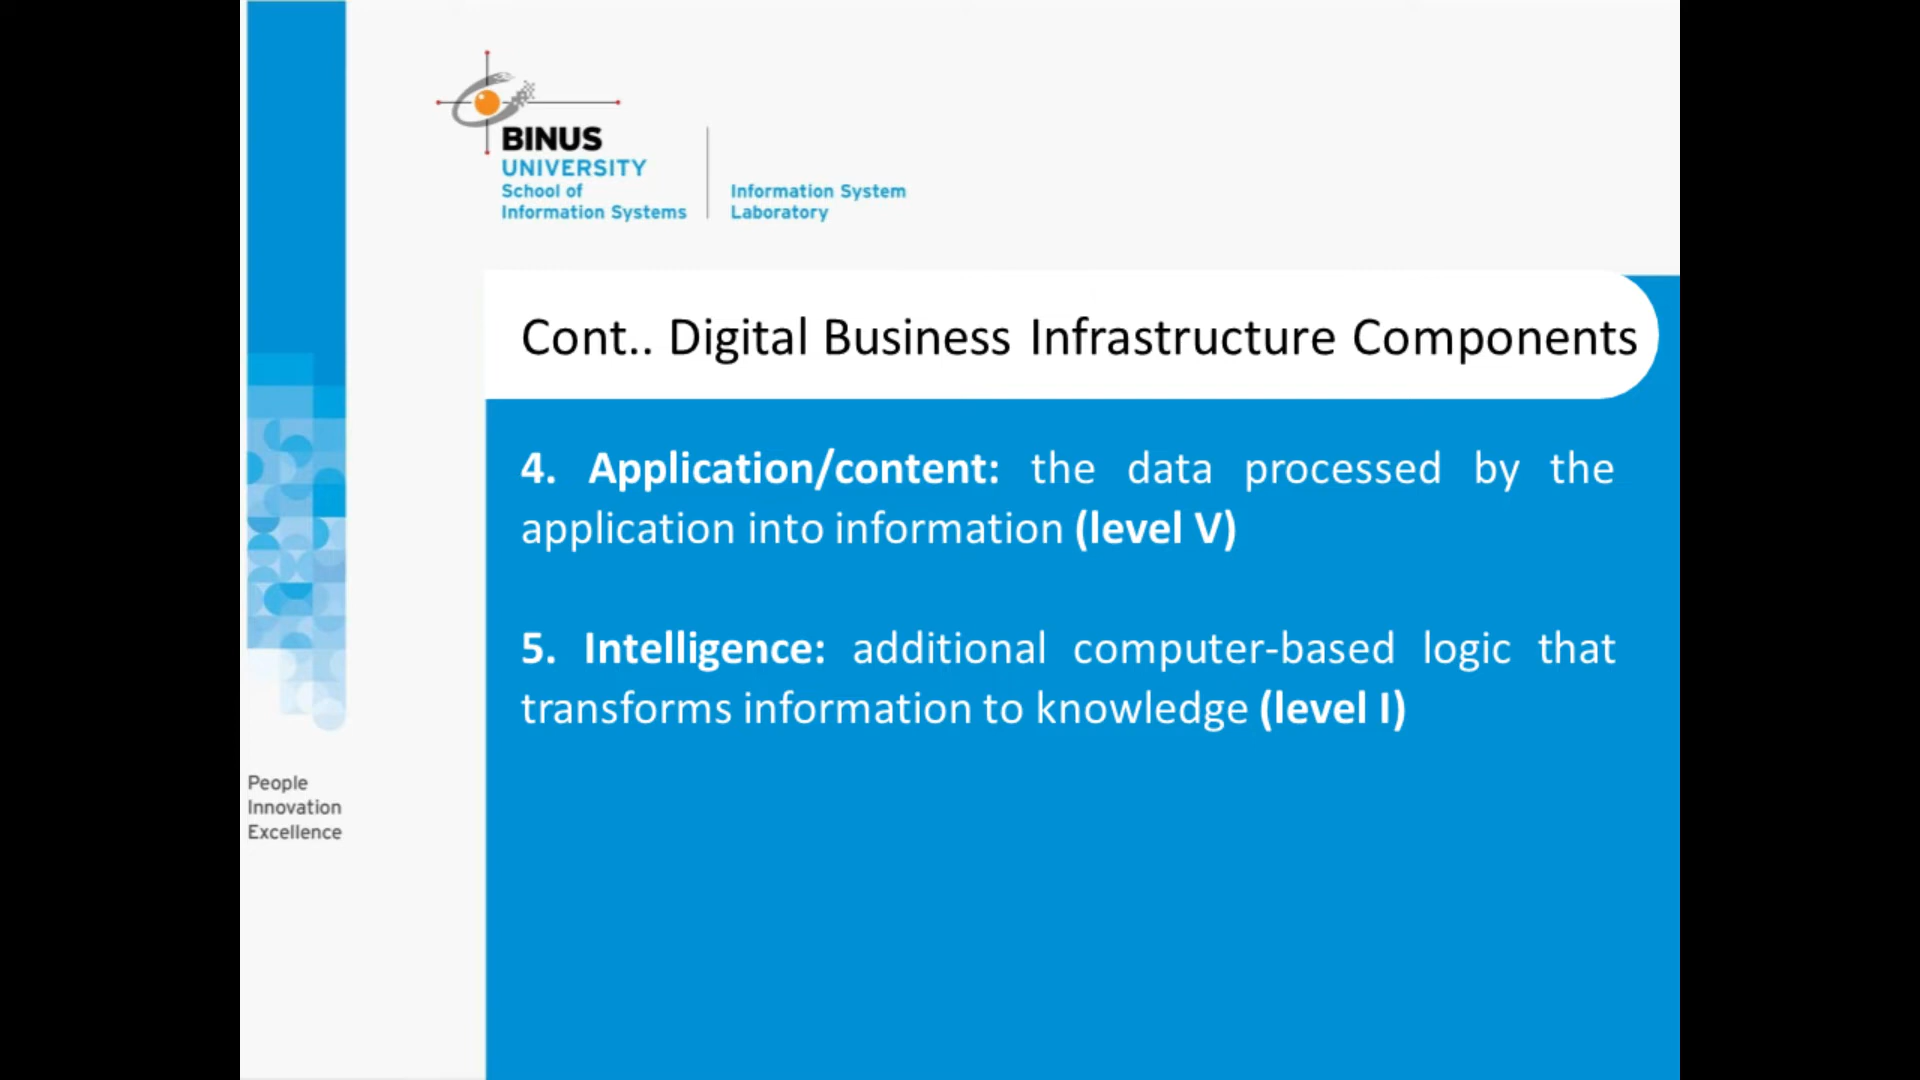 BINUS
UNIVERSITY
School of
Information Systems
Information System
Laboratory
Cont.. Digital Business Infrastructure Components
4. Application/content: the data processed by the
application into information (level V)
5. Intelligence: additional computer-based logic that
transforms information to knowledge (level I)
People
Innovation
Excellence